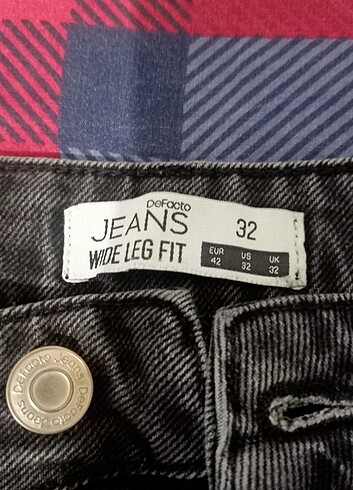 DeFacto
JEANS
WIDE LEG FIT
32
EUR US UK
42 32 32
DeFacto Jeans DeFacto Jeans